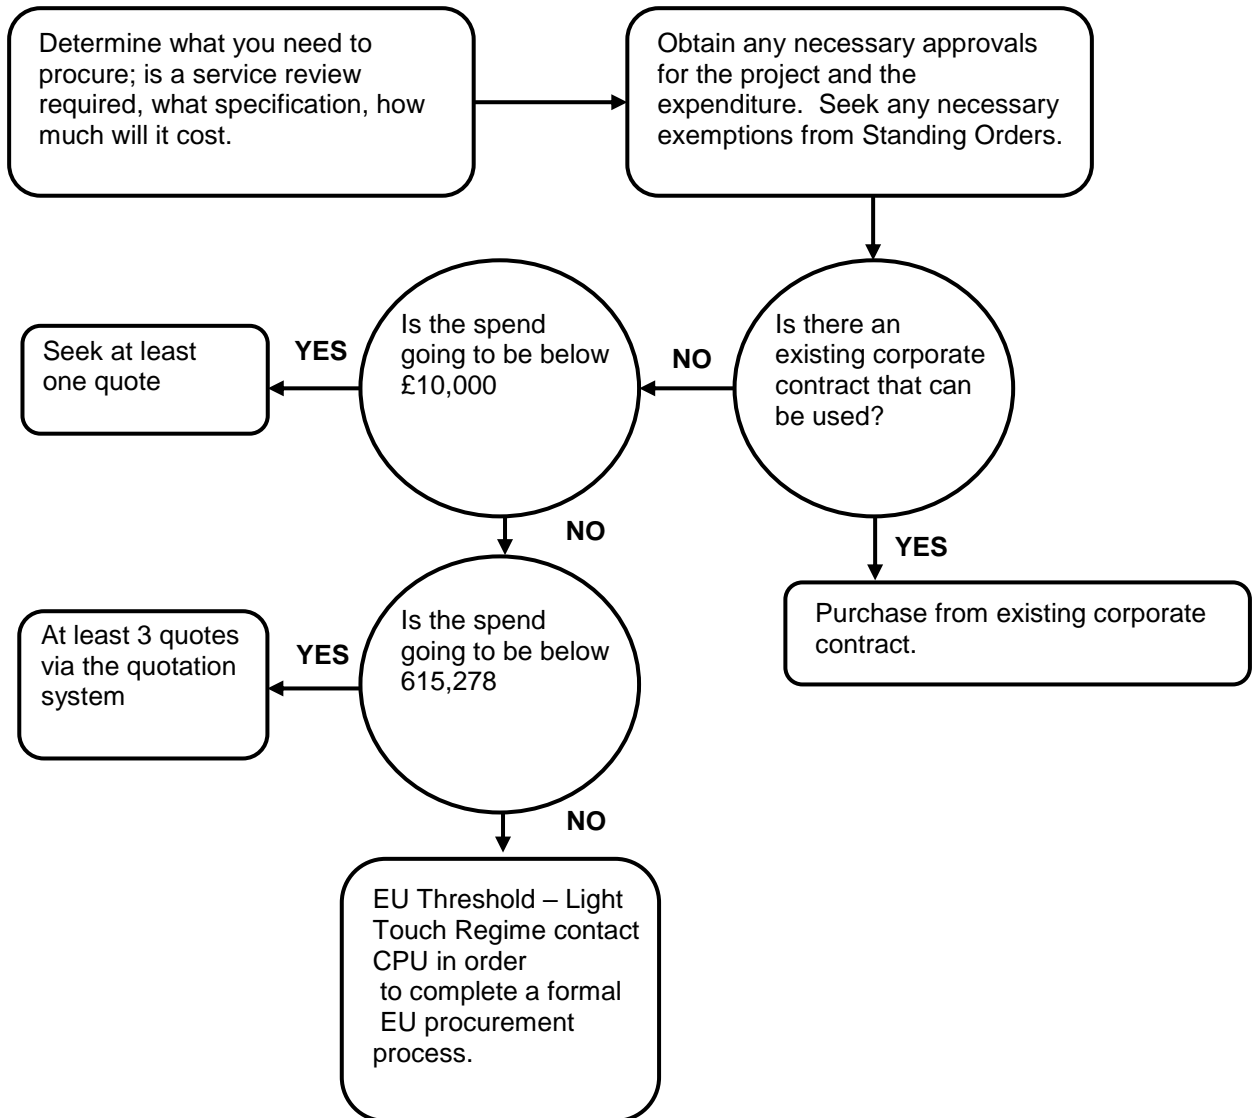 Determine what you need to
procure; is a service review
required, what specification, how
much will it cost.
Obtain any necessary approvals
for the project and the
expenditure.  Seek any necessary
exemptions from Standing Orders.
Is there an
existing corporate
contract that can
be used?
NO
Is the spend
going to be below
£10,000
YES
Seek at least
one quote
YES
Purchase from existing corporate
contract.
NO
Is the spend
going to be below
615,278
YES
At least 3 quotes
via the quotation
system
NO
EU Threshold – Light
Touch Regime contact
CPU in order
to complete a formal
EU procurement
process.